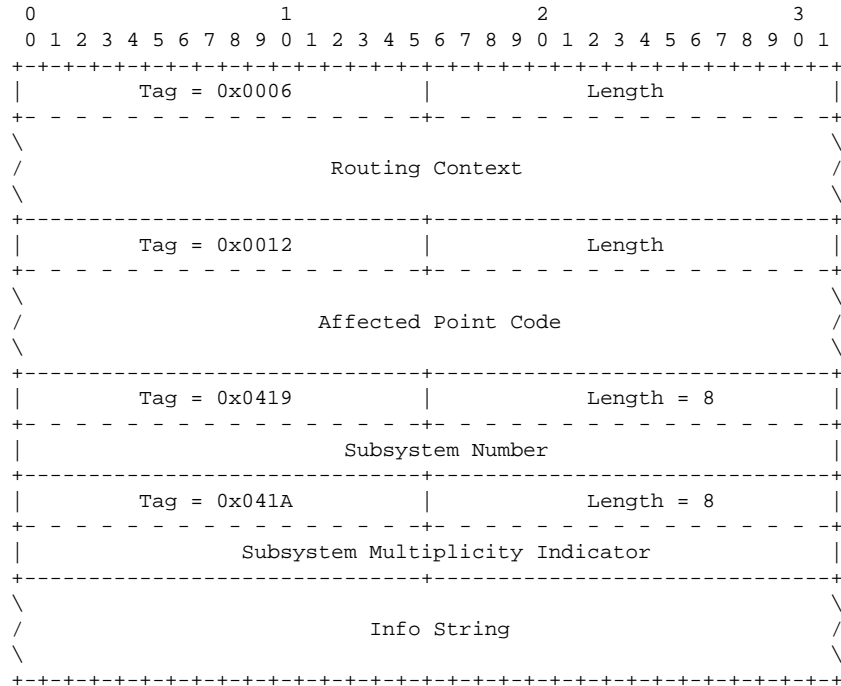 0                   1                   2                   3
 0 1 2 3 4 5 6 7 8 9 0 1 2 3 4 5 6 7 8 9 0 1 2 3 4 5 6 7 8 9 0 1
+-+-+-+-+-+-+-+-+-+-+-+-+-+-+-+-+-+-+-+-+-+-+-+-+-+-+-+-+-+-+-+-+
|         Tag = 0x0006          |            Length             |
+- - - - - - - - - - - - - - - -+- - - - - - - - - - - - - - - -+
\                                                               \
/                        Routing Context                        /
\                                                               \
+-------------------------------+-------------------------------+
|         Tag = 0x0012          |            Length             |
+- - - - - - - - - - - - - - - -+- - - - - - - - - - - - - - - -+
\                                                               \
/                       Affected Point Code                     /
\                                                               \
+-------------------------------+-------------------------------+
|         Tag = 0x0419          |            Length = 8         |
+- - - - - - - - - - - - - - - -+- - - - - - - - - - - - - - - -+
|                         Subsystem Number                      |
+-------------------------------+-------------------------------+
|         Tag = 0x041A          |            Length = 8         |
+- - - - - - - - - - - - - - - -+- - - - - - - - - - - - - - - -+
|                 Subsystem Multiplicity Indicator              |
+-------------------------------+-------------------------------+
\                                                               \
/                           Info String                         /
\                                                               \
+-+-+-+-+-+-+-+-+-+-+-+-+-+-+-+-+-+-+-+-+-+-+-+-+-+-+-+-+-+-+-+-+